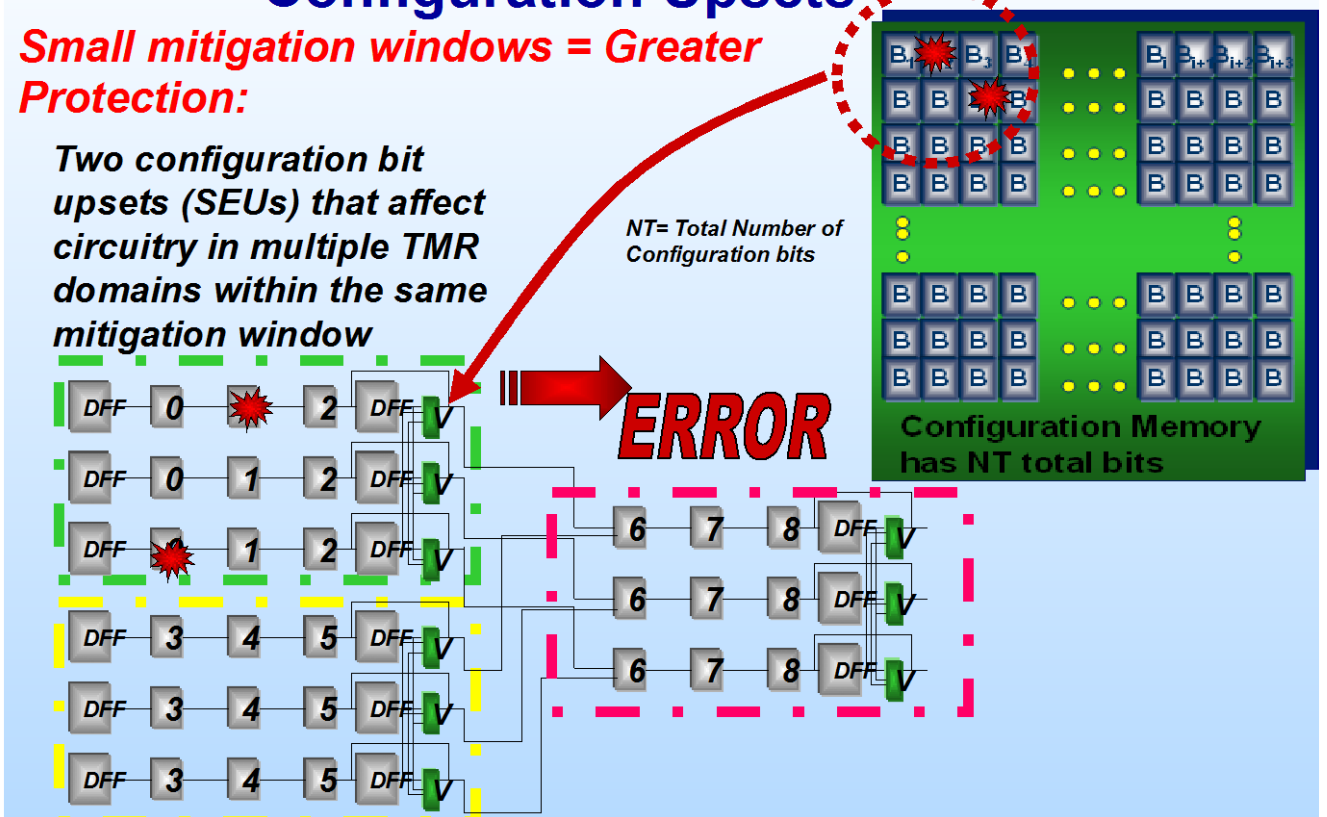 Configuration Upsets
Small mitigation windows = Greater
Protection:
Two configuration bit
upsets (SEUs) that affect
circuitry in multiple TMR
domains within the same
mitigation window
NT= Total Number of
Configuration bits
B B3 B4 Bi Bi+1 Bi+2 Bi+3
B B B B B B B
B B B B B B B B
B B B B B B B B
B B B B B B B B
B B B B B B B B
B B B B B B B B
Configuration Memory
has NT total bits
ERROR
DFF 0 2 DFF V
DFF 0 1 2 DFF V
DFF 1 2 DFF V
DFF 3 4 5 DFF V
DFF 3 4 5 DFF V
DFF 3 4 5 DFF V
6 7 8 DFF V
6 7 8 DFF V
6 7 8 DFF V